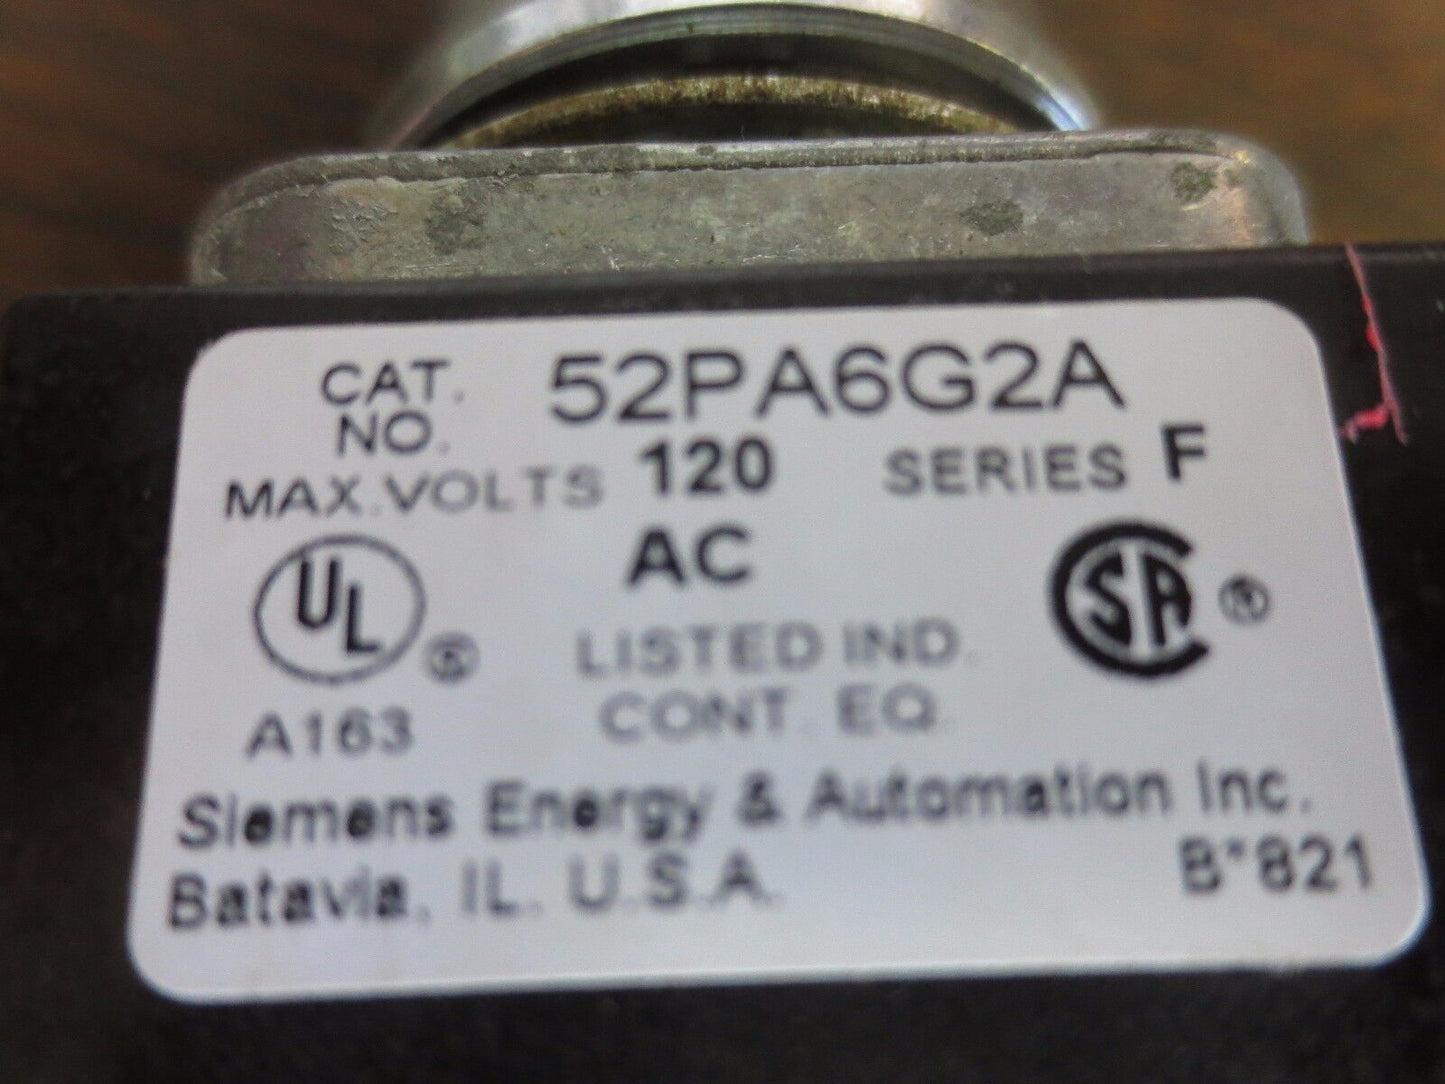 CAT. NO. 52PA6G2A
MAX. VOLTS 120 SERIES F
AC
UL ®
LISTED IND.
CONT. EQ.
SA ®
A163
Siemens Energy & Automation Inc.
Batavia, IL. U.S.A. B*821